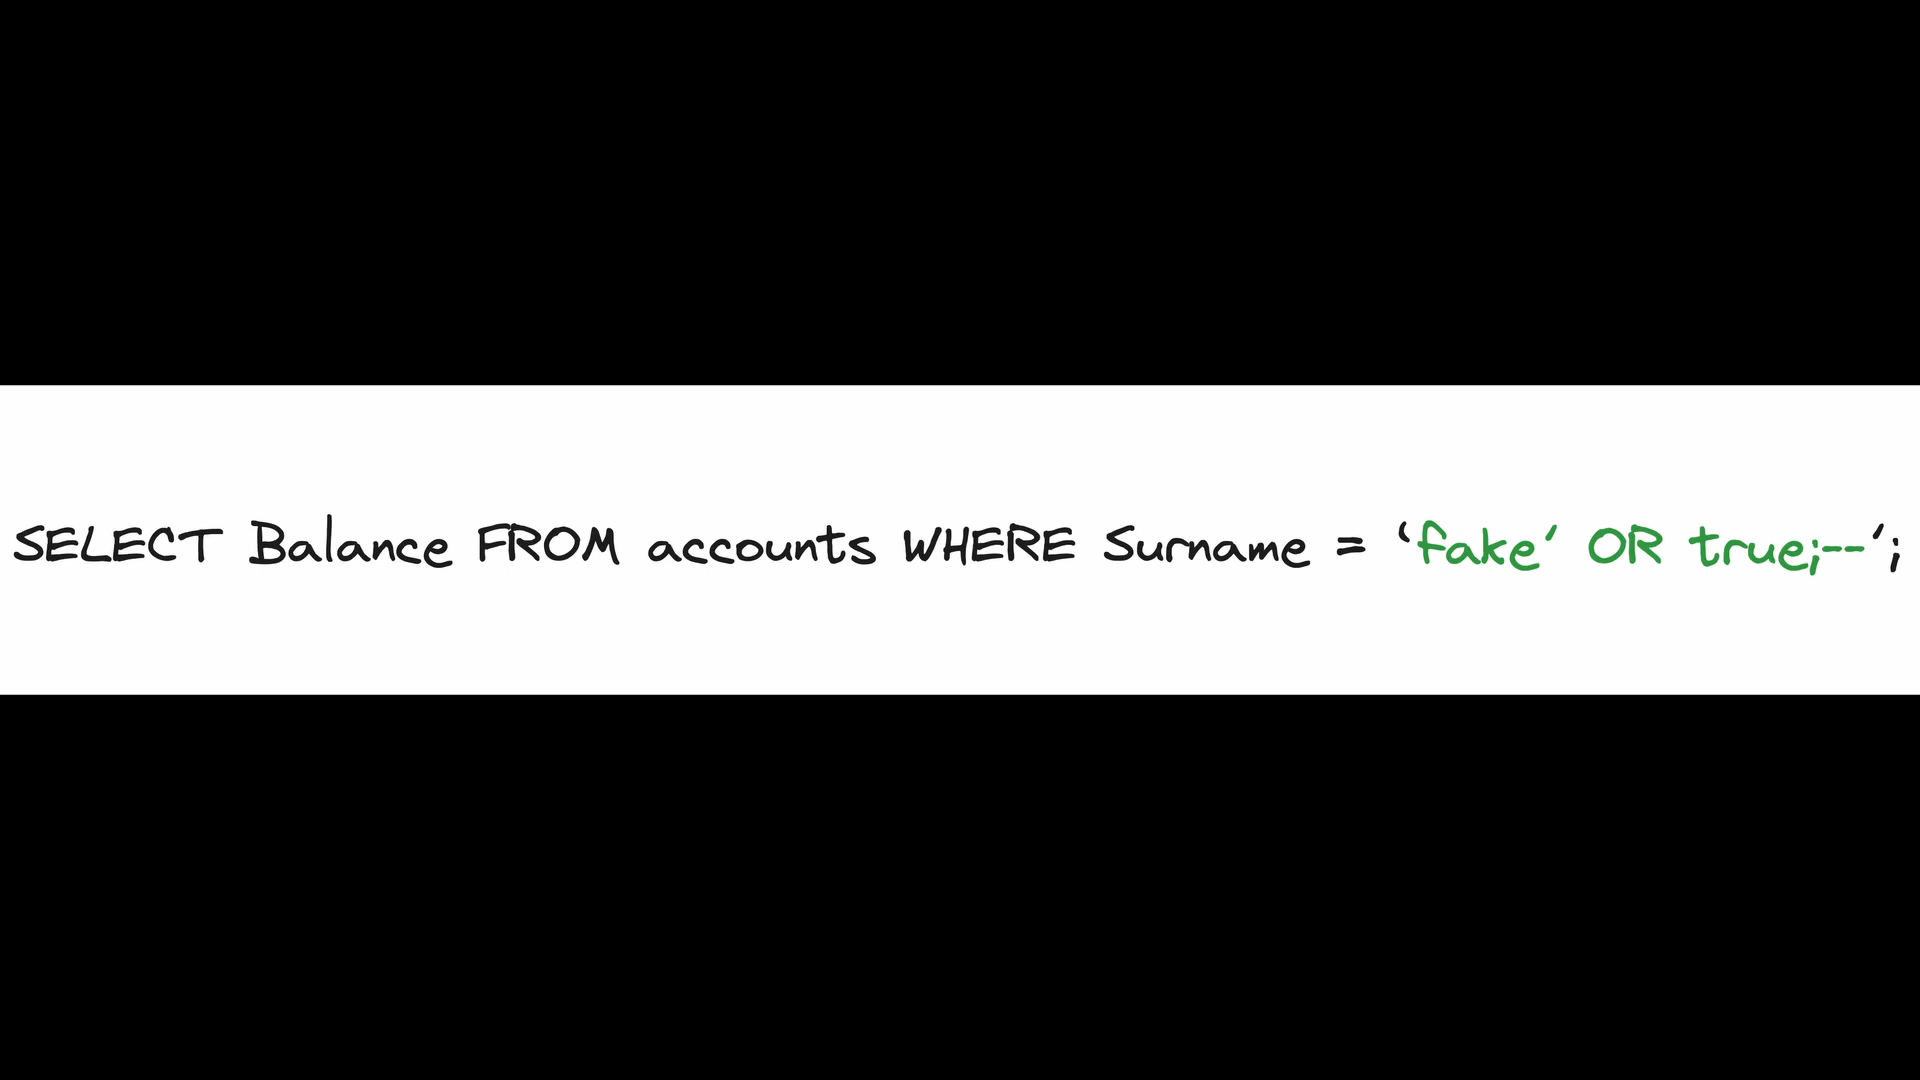 SELECT Balance FROM accounts WHERE Surname = ‘fake’ OR true;--’;